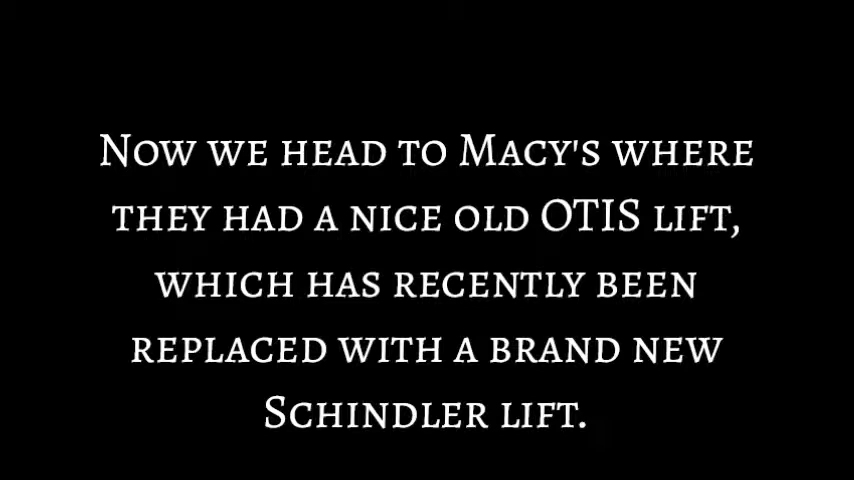 Now we head to Macy's where
they had a nice old OTIS lift,
which has recently been
replaced with a brand new
Schindler lift.